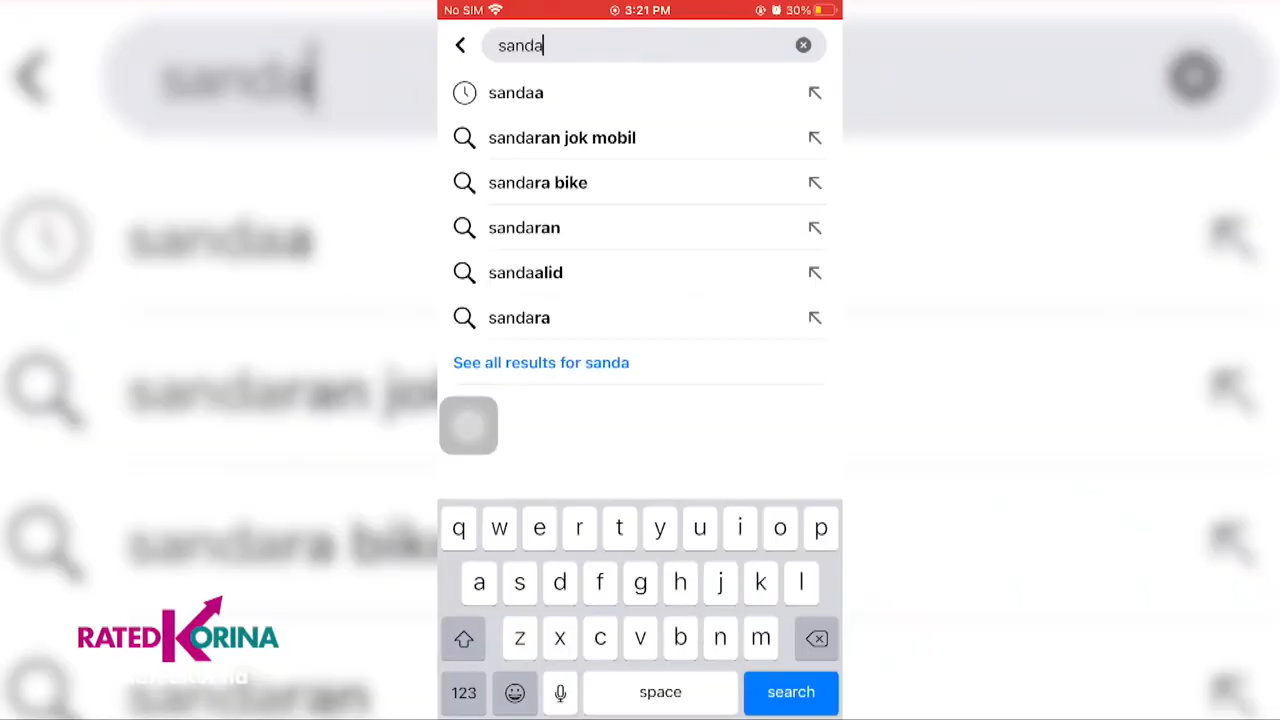 No SIM 3:21 PM 30%
sanda
sandaa
sandaran jok mobil
sandara bike
sandaran
sandaalid
sandara
See all results for sanda
q w e r t y u i o p
a s d f g h j k l
z x c v b n m
123 space search
RATED KORINA